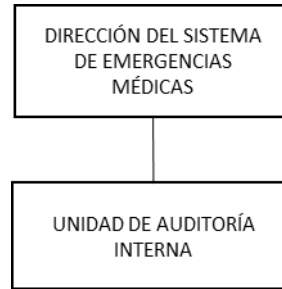 DIRECCIÓN DEL SISTEMA
DE EMERGENCIAS
MÉDICAS
UNIDAD DE AUDITORÍA
INTERNA